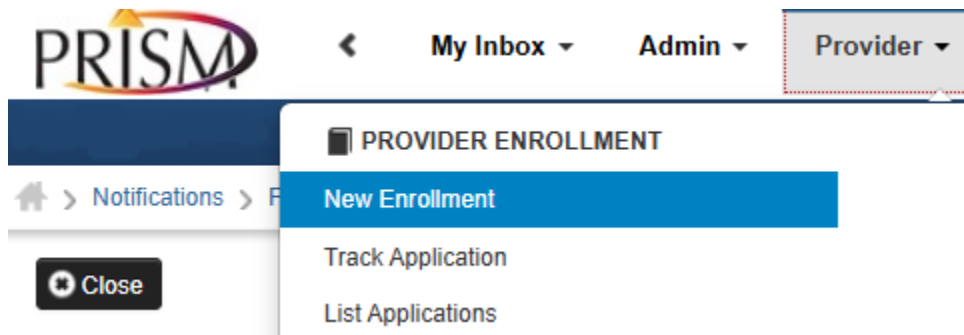 PRISM My Inbox Admin Provider
PROVIDER ENROLLMENT
Notifications
New Enrollment
Track Application
Close
List Applications